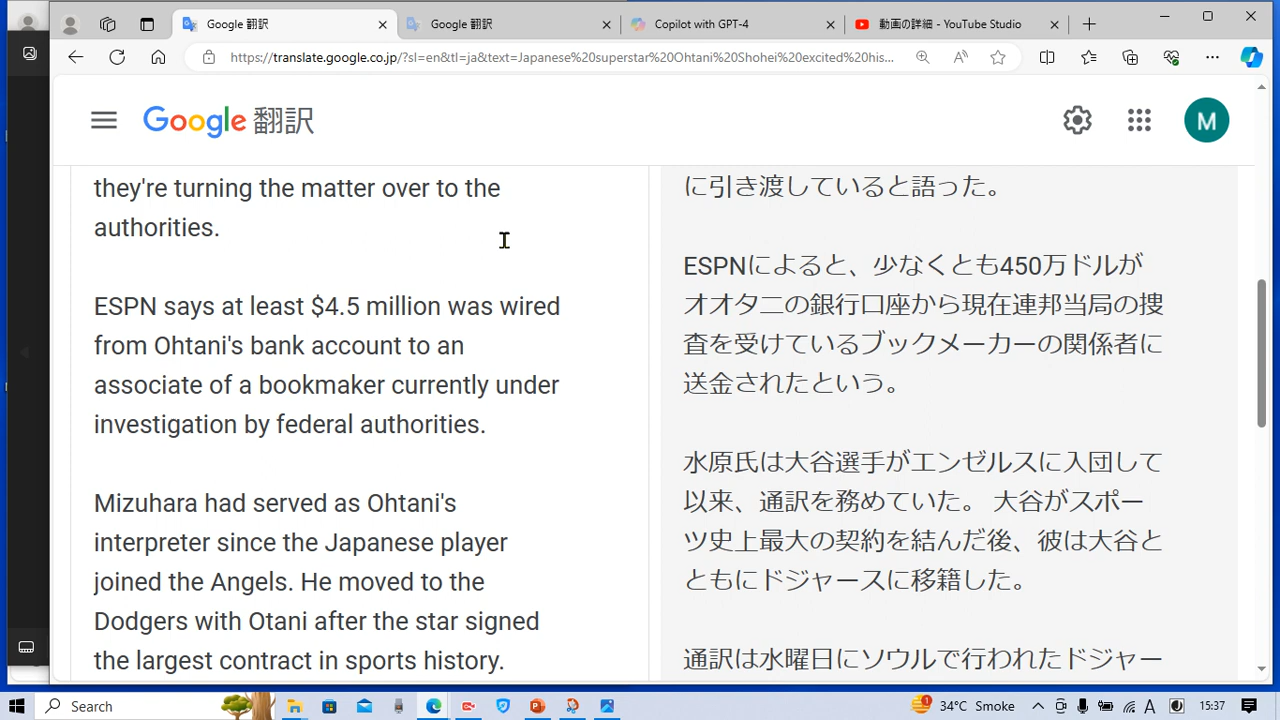 Google 翻訳
Google 翻訳
Copilot with GPT-4
動画の詳細 - YouTube Studio
https://translate.google.co.jp/?sl=en&tl=ja&text=Japanese%20superstar%20Ohtani%20Shohei%20excited%20his...
Google 翻訳
M
they're turning the matter over to the
authorities.
ESPN says at least $4.5 million was wired
from Ohtani's bank account to an
associate of a bookmaker currently under
investigation by federal authorities.
Mizuhara had served as Ohtani's
interpreter since the Japanese player
joined the Angels. He moved to the
Dodgers with Otani after the star signed
the largest contract in sports history.
に引き渡していると語った。
ESPNによると、少なくとも450万ドルが
オオタニの銀行口座から現在連邦当局の捜
査を受けているブックメーカーの関係者に
送金されたという。
水原氏は大谷選手がエンゼルスに入団して
以来、通訳を務めていた。 大谷がスポー
ツ史上最大の契約を結んだ後、彼は大谷と
ともにドジャースに移籍した。
通訳は水曜日にソウルで行われたドジャー
Search
1
34°C Smoke
A
15:37